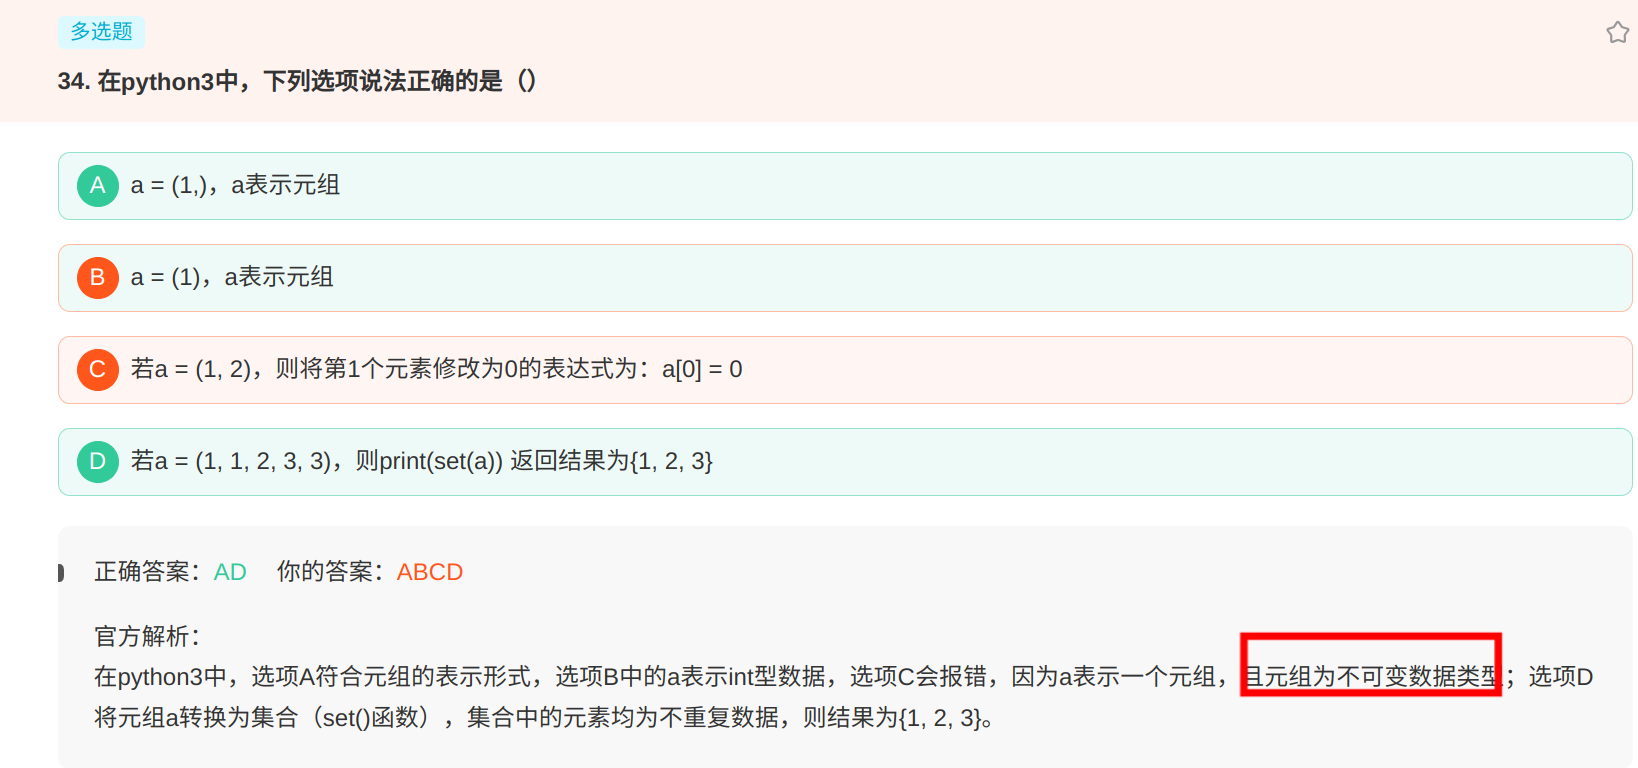 多选题
34. 在python3中，下列选项说法正确的是（）
A a = (1,)，a表示元组
B a = (1)，a表示元组
C 若a = (1, 2)，则将第1个元素修改为0的表达式为：a[0] = 0
D 若a = (1, 1, 2, 3, 3)，则print(set(a)) 返回结果为{1, 2, 3}
正确答案：AD 你的答案：ABCD
官方解析：
在python3中，选项A符合元组的表示形式，选项B中的a表示int型数据，选项C会报错，因为a表示一个元组，且元组为不可变数据类型；选项D
将元组a转换为集合（set()函数），集合中的元素均为不重复数据，则结果为{1, 2, 3}。